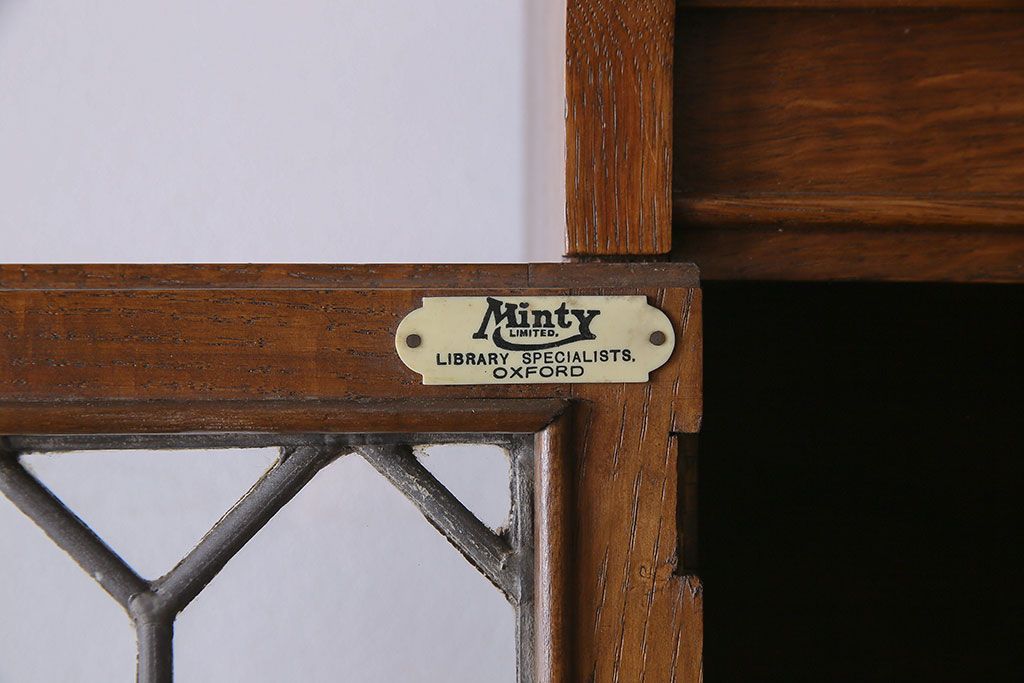 Minty
LIMITED.
LIBRARY SPECIALISTS,
OXFORD